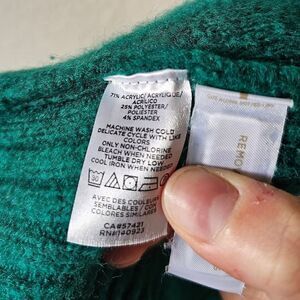 71% ACRYLIC/ ACRYLIQUE/
ACRILICO
25% POLYESTER/
POLIESTER
4% SPANDEX
MACHINE WASH COLD
DELICATE CYCLE WITH LIKE
COLORS
ONLY NON-CHLORINE
BLEACH WHEN NEEDED
TUMBLE DRY LOW
COOL IRON WHEN NEEDED
30
AVEC DES COULEURS
SEMBLABLES / CON
COLORES SIMILARES
CA#57421
RN#140923
REMO